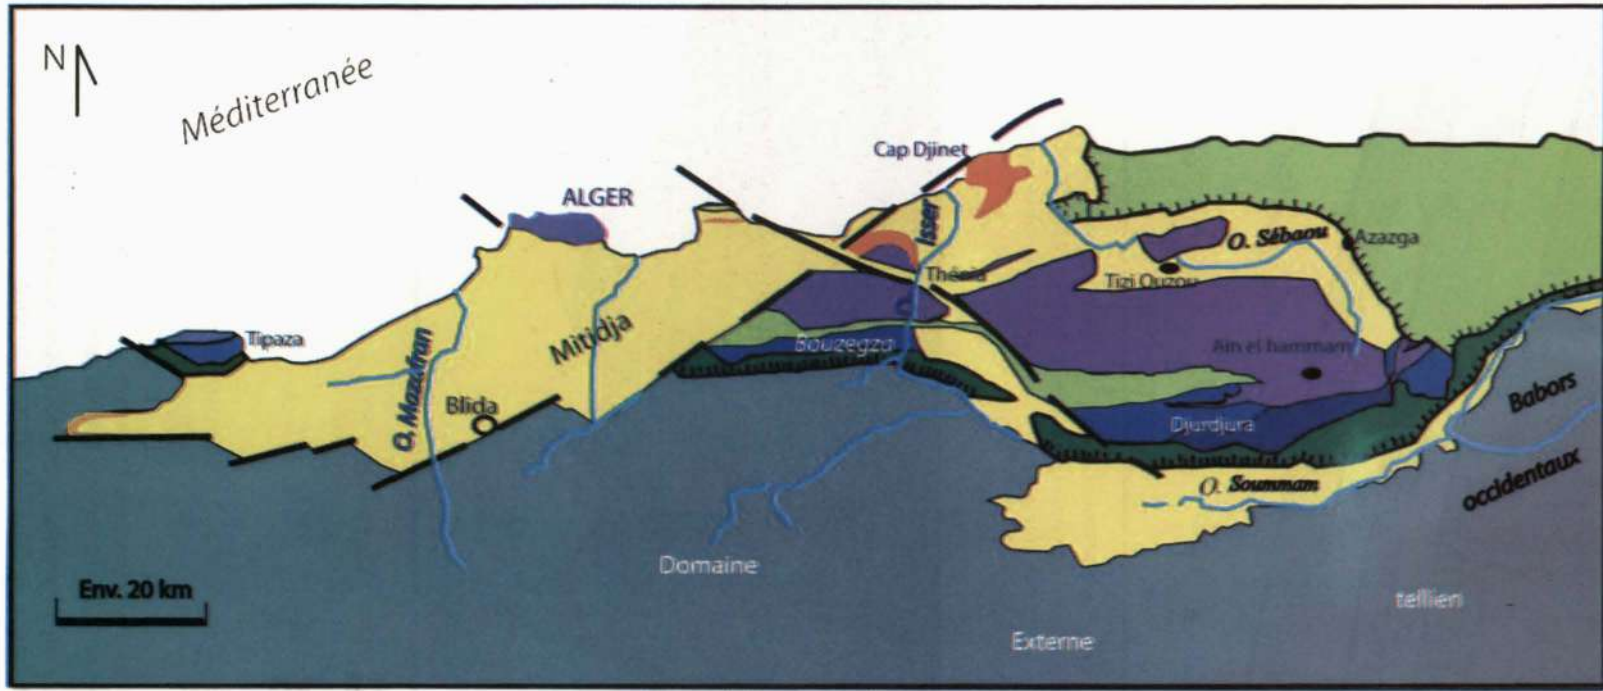 N
Méditerranée
Cap Djinet
ALGER
Isser
O. Sébaou
Azazga
Thénia
Tizi Ouzou
Tipaza
Mitidja
Bouzegza
Ain el hammam
O. Mazafran
Blida
Djurdjura
Babors
O. Soummam
occidentaux
Domaine
Env. 20 km
tellien
Externe